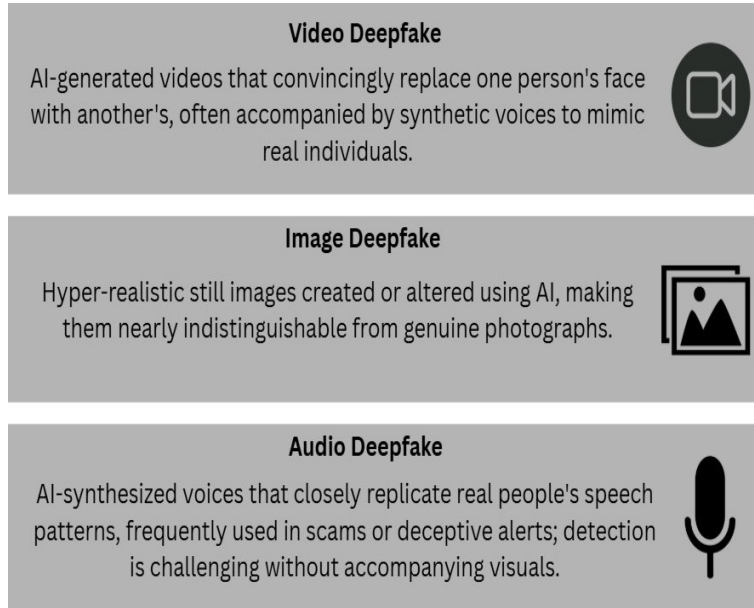 Video Deepfake
AI-generated videos that convincingly replace one person's face
with another's, often accompanied by synthetic voices to mimic
real individuals.
Image Deepfake
Hyper-realistic still images created or altered using AI, making
them nearly indistinguishable from genuine photographs.
Audio Deepfake
AI-synthesized voices that closely replicate real people's speech
patterns, frequently used in scams or deceptive alerts; detection
is challenging without accompanying visuals.